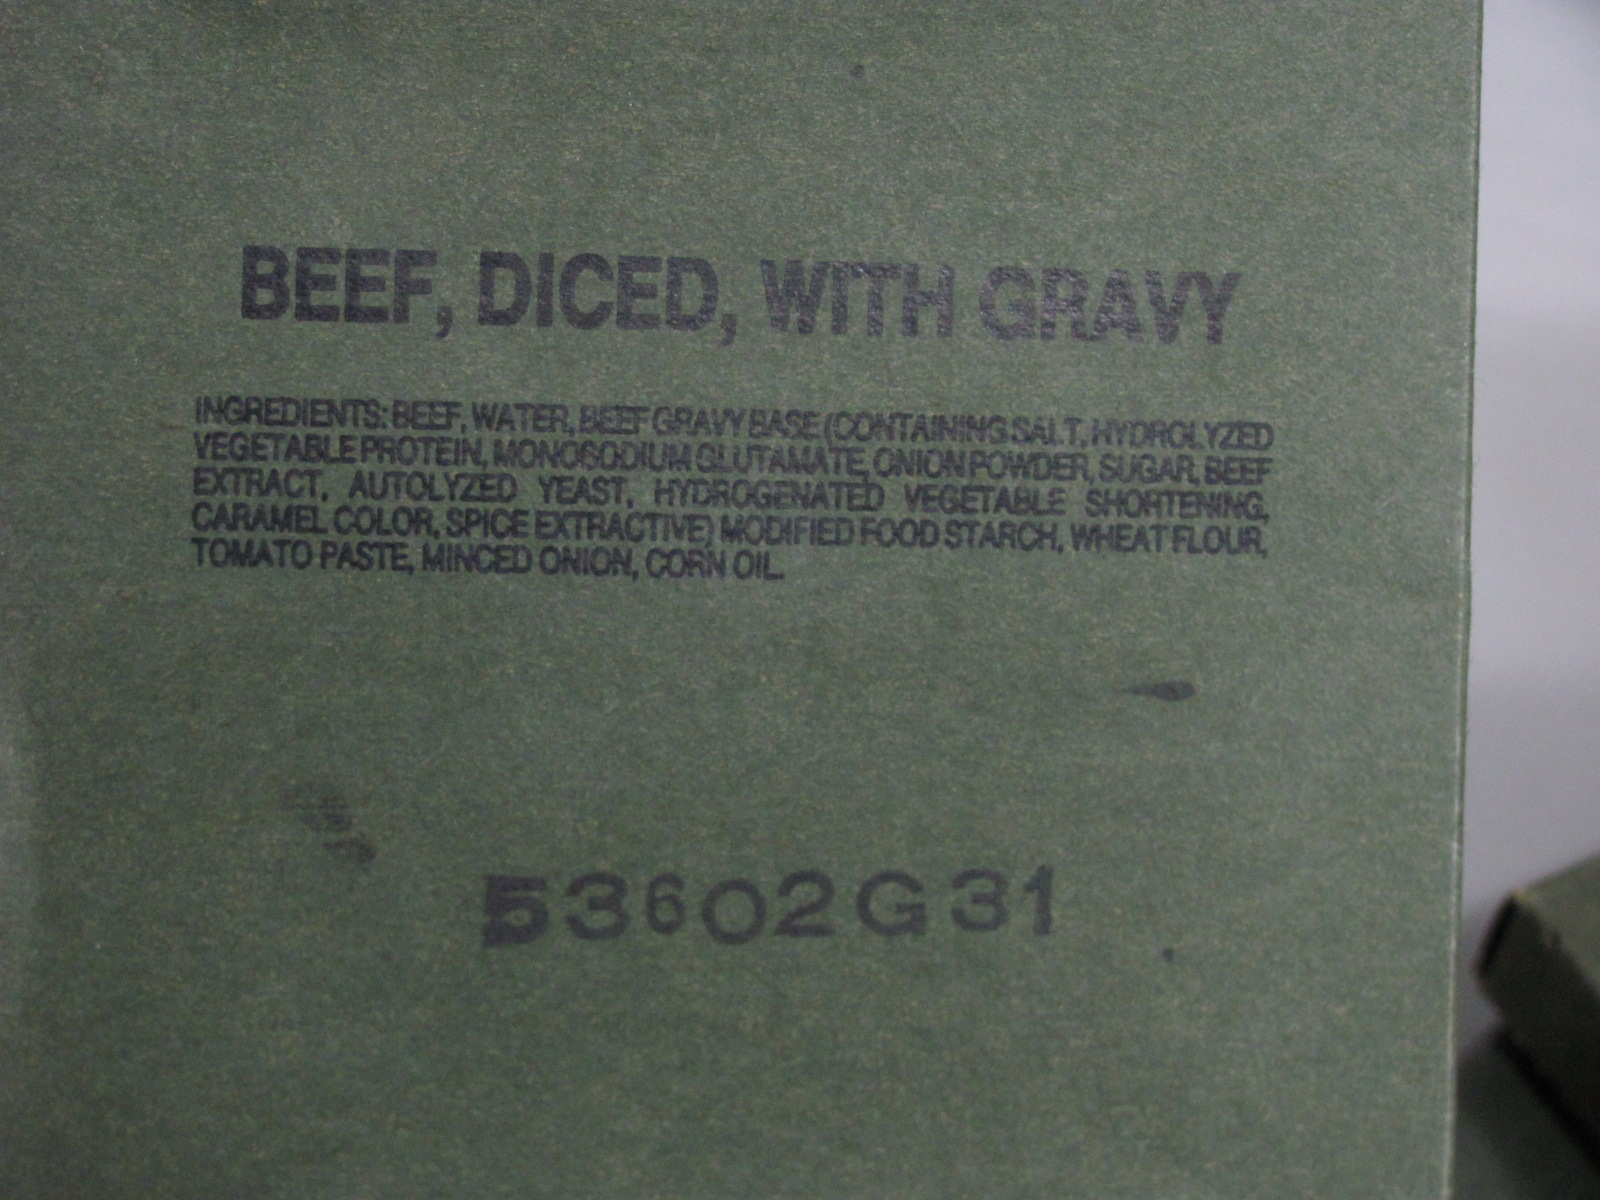 BEEF, DICED, WITH GRAVY
INGREDIENTS: BEEF, WATER, BEEF GRAVY BASE (CONTAINING SALT, HYDROLYZED
VEGETABLE PROTEIN, MONOSODIUM GLUTAMATE, ONION POWDER, SUGAR, BEEF
EXTRACT, AUTOLYZED YEAST, HYDROGENATED VEGETABLE SHORTENING,
CARAMEL COLOR, SPICE EXTRACTIVE) MODIFIED FOOD STARCH, WHEAT FLOUR,
TOMATO PASTE, MINCED ONION, CORN OIL.
53602G31